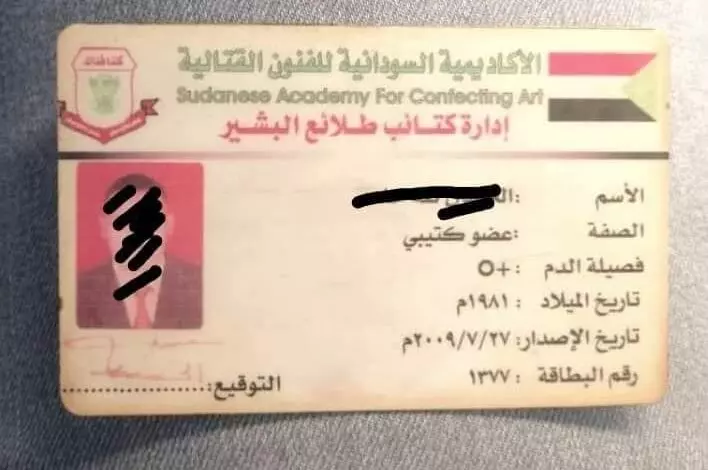 الأكاديمية السودانية للفنون القتالية
Sudanese Academy For Confecting Art
إدارة كتائب طلائع البشير
الأسم :
الصفة :عضو كتيبي
فصيلة الدم : O+
تاريخ الميلاد : ١٩٨١م
تاريخ الإصدار: ٢٠٠٩/٧/٢٧م
رقم البطاقة : ١٣٧٧
التوقيع:....................